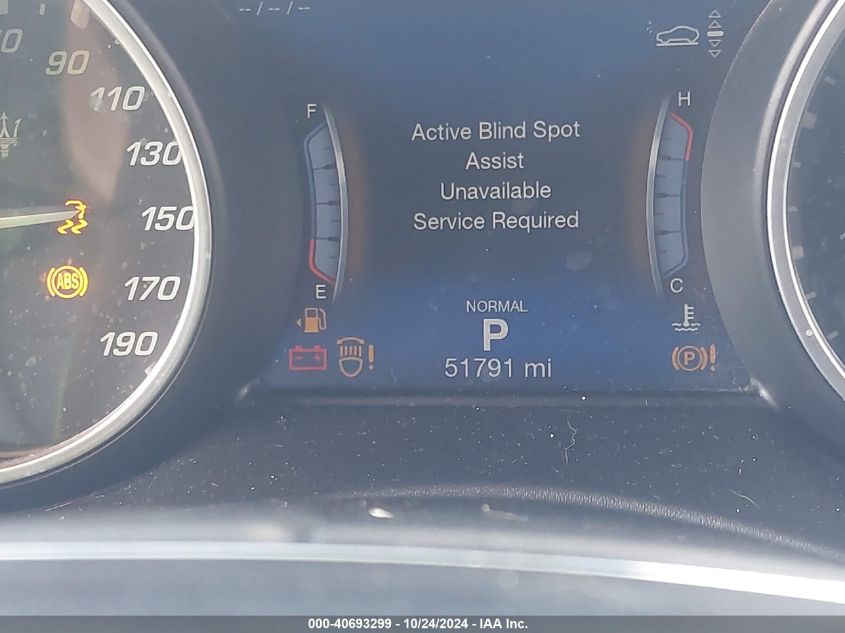 -- / -- / --
90
110
130
150
170
190
ABS
F
E
H
C
Active Blind Spot
Assist
Unavailable
Service Required
NORMAL
P
51791 mi
(P)!
000-40693299 - 10/24/2024 - IAA Inc.